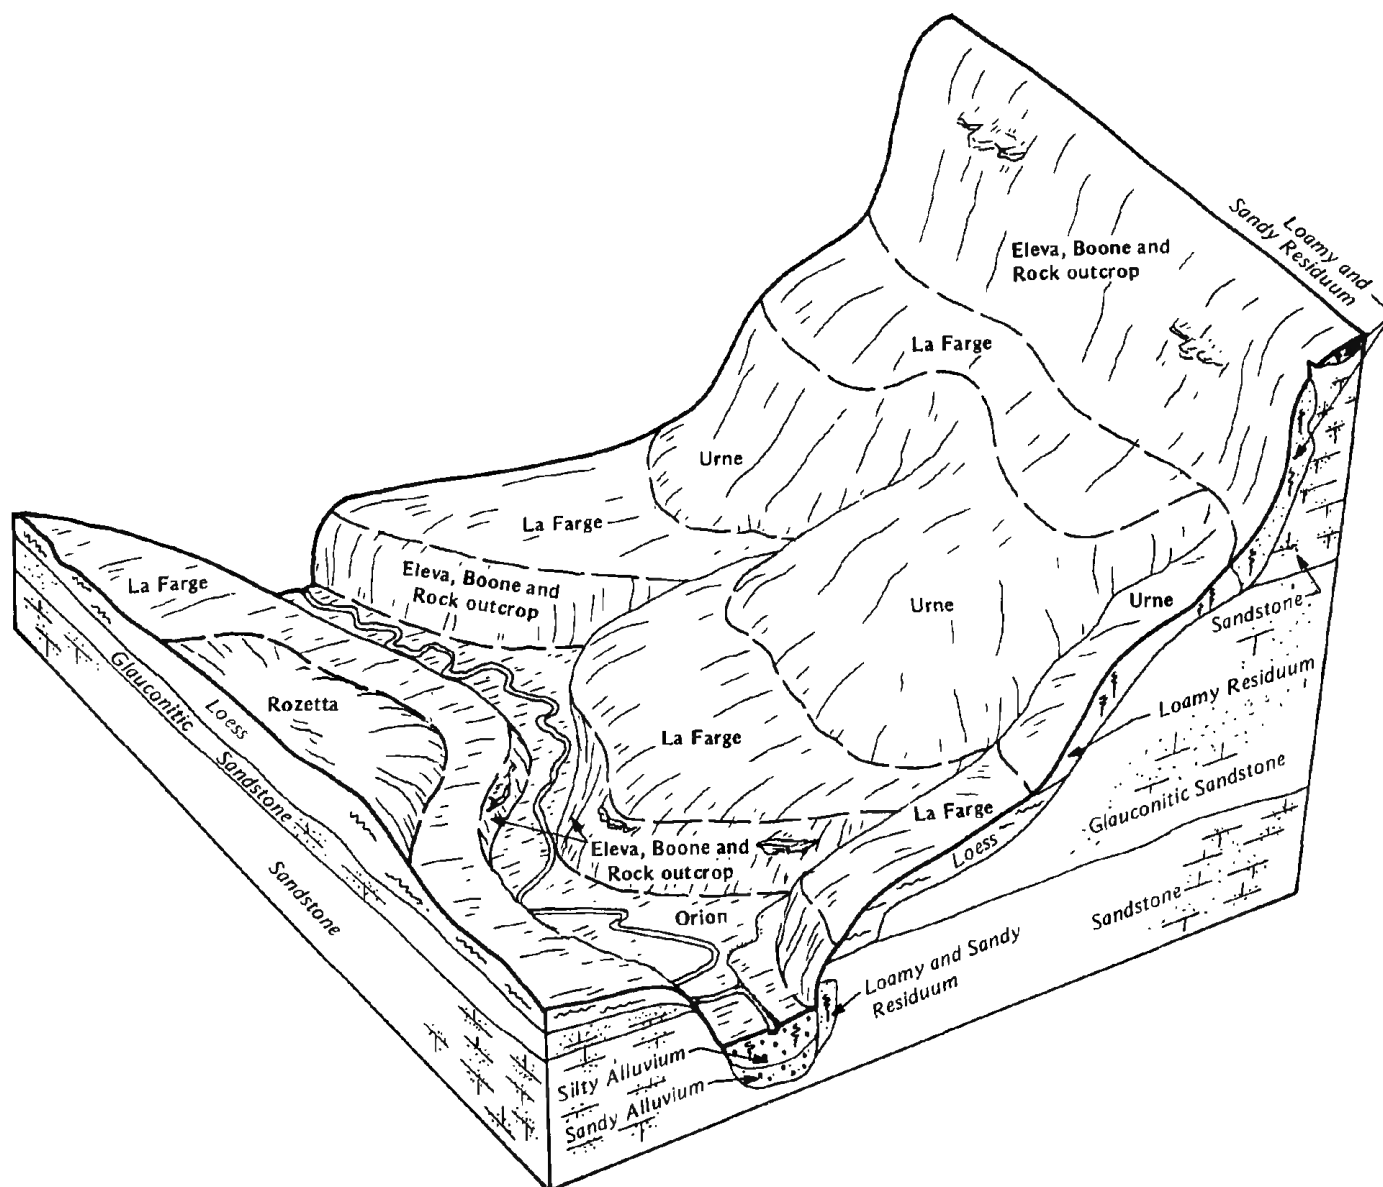 Loamy and
Sandy Residuum
Eleva, Boone and
Rock outcrop
La Farge
Urne
La Farge
Eleva, Boone and
Rock outcrop
La Farge
Urne
Urne
Sandstone
Rozetta
Loess
Glauconitic Sandstone
Sandstone
La Farge
Loamy Residuum
Glauconitic Sandstone
La Farge
Loess
Eleva, Boone and
Rock outcrop
Orion
Sandstone
Loamy and Sandy
Residuum
Silty Alluvium
Sandy Alluvium